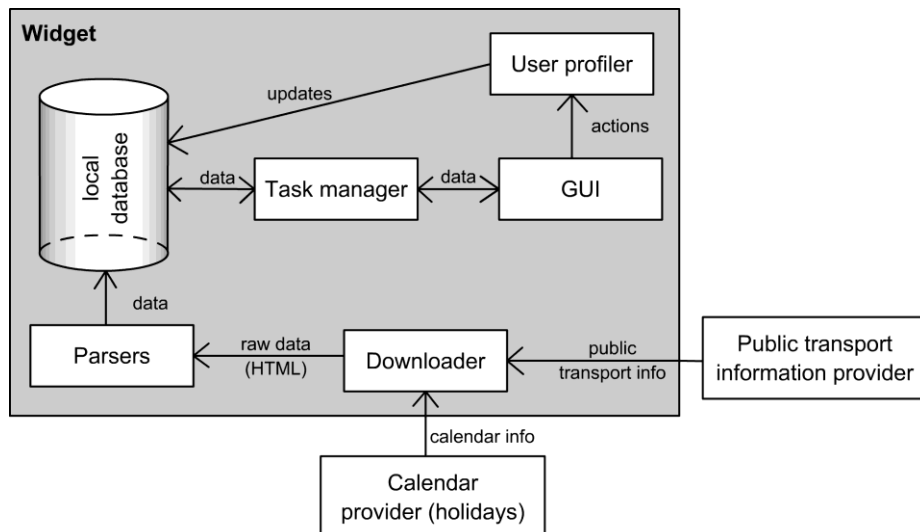 Widget
User profiler
updates
actions
local
database
data
Task manager
data
GUI
data
Parsers
raw data
(HTML)
Downloader
public
transport info
Public transport
information provider
calendar info
Calendar
provider (holidays)